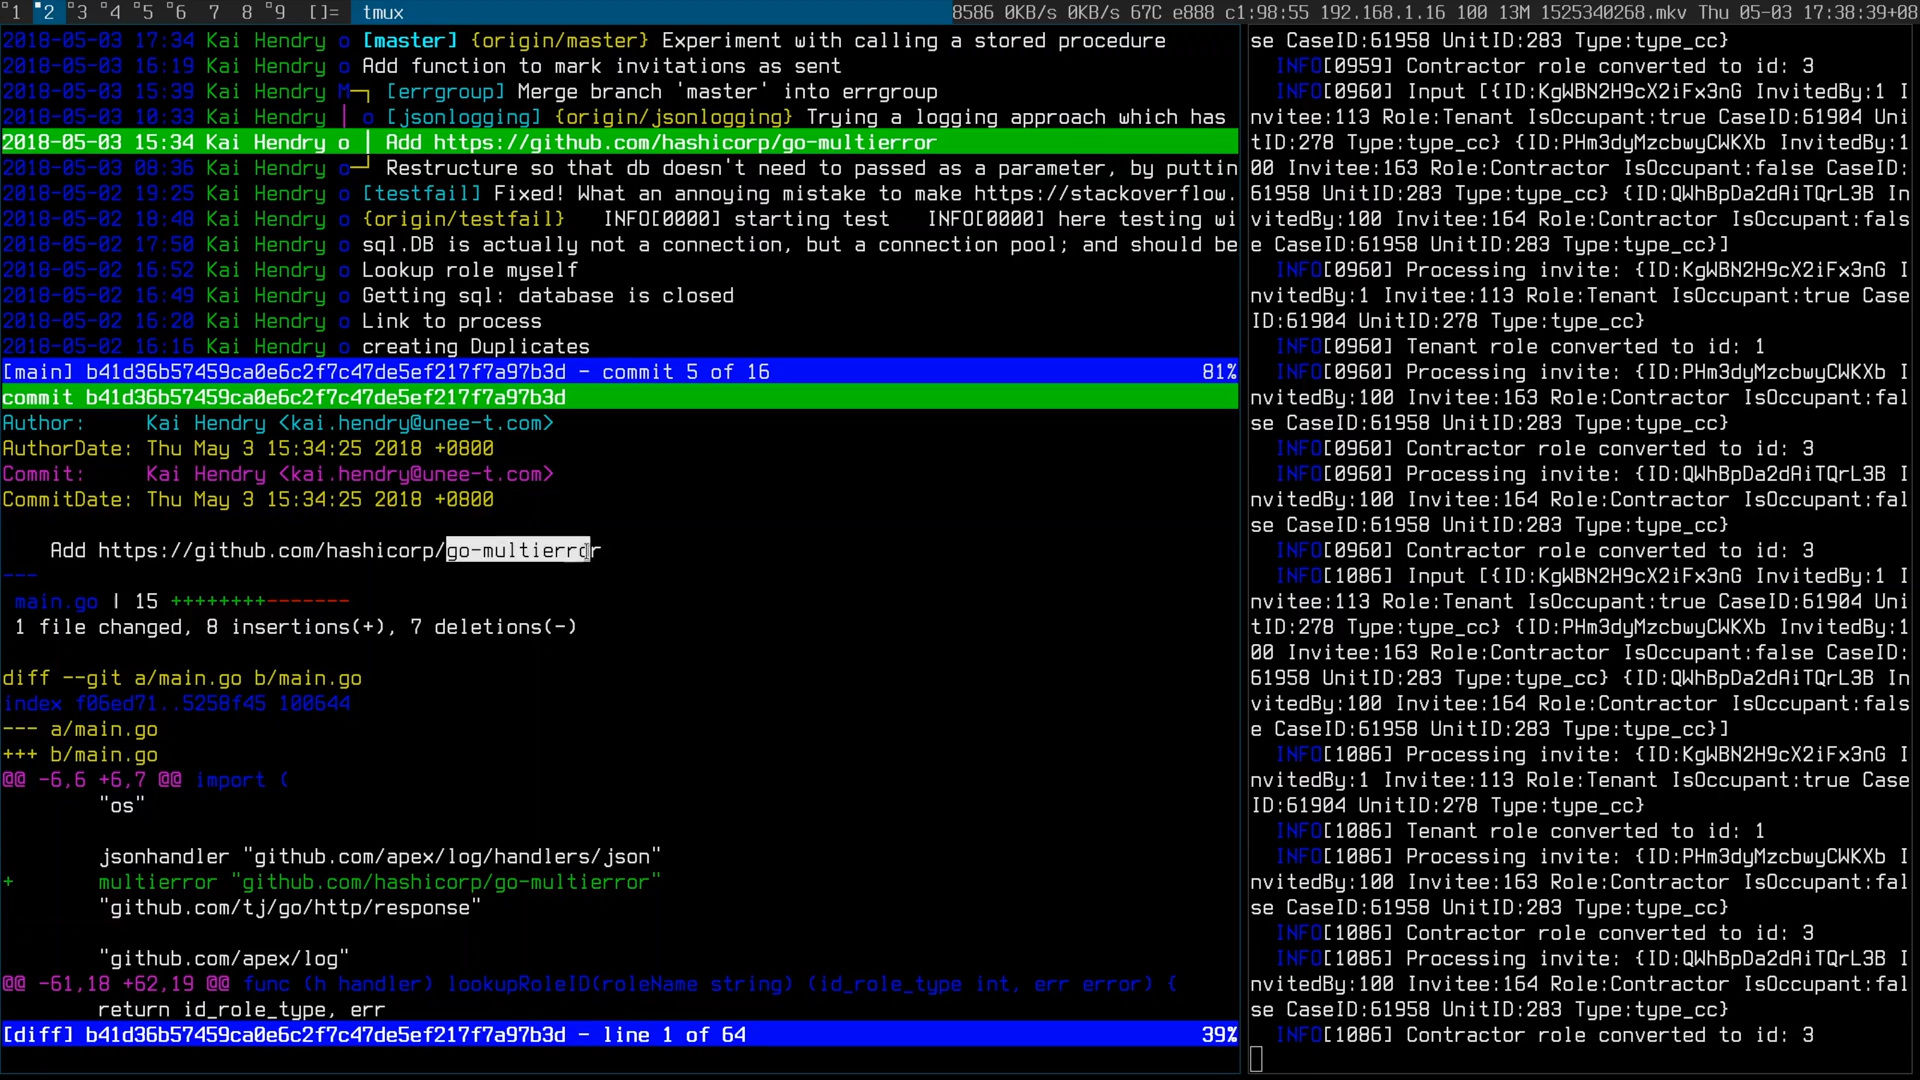 1 2 3 4 5 6 7 8 9 []= tmux 8586 0KB/s 0KB/s 67C e888 c1:98:55 192.168.1.16 100 13M 1525340268.mkv Thu 05-03 17:38:39+08
2018-05-03 17:34 Kai Hendry o [master] {origin/master} Experiment with calling a stored procedure
2018-05-03 16:19 Kai Hendry o Add function to mark invitations as sent
2018-05-03 15:39 Kai Hendry M─┐ [errgroup] Merge branch 'master' into errgroup
2018-05-03 10:33 Kai Hendry │ o [jsonlogging] {origin/jsonlogging} Trying a logging approach which has
2018-05-03 15:34 Kai Hendry o │ Add https://github.com/hashicorp/go-multierror
2018-05-03 08:36 Kai Hendry o─┘ Restructure so that db doesn't need to passed as a parameter, by puttin
2018-05-02 19:25 Kai Hendry o [testfail] Fixed! What an annoying mistake to make https://stackoverflow.
2018-05-02 18:48 Kai Hendry o {origin/testfail} INFO[0000] starting test INFO[0000] here testing wi
2018-05-02 17:50 Kai Hendry o sql.DB is actually not a connection, but a connection pool; and should be
2018-05-02 16:52 Kai Hendry o Lookup role myself
2018-05-02 16:49 Kai Hendry o Getting sql: database is closed
2018-05-02 16:20 Kai Hendry o Link to process
2018-05-02 16:16 Kai Hendry o creating Duplicates
[main] b41d36b57459ca0e6c2f7c47de5ef217f7a97b3d - commit 5 of 16 81%
commit b41d36b57459ca0e6c2f7c47de5ef217f7a97b3d
Author: Kai Hendry <kai.hendry@unee-t.com>
AuthorDate: Thu May 3 15:34:25 2018 +0800
Commit: Kai Hendry <kai.hendry@unee-t.com>
CommitDate: Thu May 3 15:34:25 2018 +0800
Add https://github.com/hashicorp/go-multierror
---
main.go | 15 ++++++++-------
1 file changed, 8 insertions(+), 7 deletions(-)
diff --git a/main.go b/main.go
index f06ed71..5258f45 100644
--- a/main.go
+++ b/main.go
@@ -6,6 +6,7 @@ import (
"os"
jsonhandler "github.com/apex/log/handlers/json"
+ multierror "github.com/hashicorp/go-multierror"
"github.com/tj/go/http/response"
"github.com/apex/log"
@@ -61,18 +62,19 @@ func (h handler) lookupRoleID(roleName string) (id_role_type int, err error) {
return id_role_type, err
[diff] b41d36b57459ca0e6c2f7c47de5ef217f7a97b3d - line 1 of 64 39%
se CaseID:61958 UnitID:283 Type:type_cc}
INFO[0959] Contractor role converted to id: 3
INFO[0960] Input [{ID:KgWBN2H9cX2iFx3nG InvitedBy:1 I
nvitee:113 Role:Tenant IsOccupant:true CaseID:61904 Uni
tID:278 Type:type_cc} {ID:PHm3dyMzcbwyCWKXb InvitedBy:1
00 Invitee:163 Role:Contractor IsOccupant:false CaseID:
61958 UnitID:283 Type:type_cc} {ID:QWhBpDa2dAiTQrL3B In
vitedBy:100 Invitee:164 Role:Contractor IsOccupant:fals
e CaseID:61958 UnitID:283 Type:type_cc}]
INFO[0960] Processing invite: {ID:KgWBN2H9cX2iFx3nG I
nvitedBy:1 Invitee:113 Role:Tenant IsOccupant:true Case
ID:61904 UnitID:278 Type:type_cc}
INFO[0960] Tenant role converted to id: 1
INFO[0960] Processing invite: {ID:PHm3dyMzcbwyCWKXb I
nvitedBy:100 Invitee:163 Role:Contractor IsOccupant:fal
se CaseID:61958 UnitID:283 Type:type_cc}
INFO[0960] Contractor role converted to id: 3
INFO[0960] Processing invite: {ID:QWhBpDa2dAiTQrL3B I
nvitedBy:100 Invitee:164 Role:Contractor IsOccupant:fal
se CaseID:61958 UnitID:283 Type:type_cc}
INFO[0960] Contractor role converted to id: 3
INFO[1086] Input [{ID:KgWBN2H9cX2iFx3nG InvitedBy:1 I
nvitee:113 Role:Tenant IsOccupant:true CaseID:61904 Uni
tID:278 Type:type_cc} {ID:PHm3dyMzcbwyCWKXb InvitedBy:1
00 Invitee:163 Role:Contractor IsOccupant:false CaseID:
61958 UnitID:283 Type:type_cc} {ID:QWhBpDa2dAiTQrL3B In
vitedBy:100 Invitee:164 Role:Contractor IsOccupant:fals
e CaseID:61958 UnitID:283 Type:type_cc}]
INFO[1086] Processing invite: {ID:KgWBN2H9cX2iFx3nG I
nvitedBy:1 Invitee:113 Role:Tenant IsOccupant:true Case
ID:61904 UnitID:278 Type:type_cc}
INFO[1086] Tenant role converted to id: 1
INFO[1086] Processing invite: {ID:PHm3dyMzcbwyCWKXb I
nvitedBy:100 Invitee:163 Role:Contractor IsOccupant:fal
se CaseID:61958 UnitID:283 Type:type_cc}
INFO[1086] Contractor role converted to id: 3
INFO[1086] Processing invite: {ID:QWhBpDa2dAiTQrL3B I
nvitedBy:100 Invitee:164 Role:Contractor IsOccupant:fal
se CaseID:61958 UnitID:283 Type:type_cc}
INFO[1086] Contractor role converted to id: 3